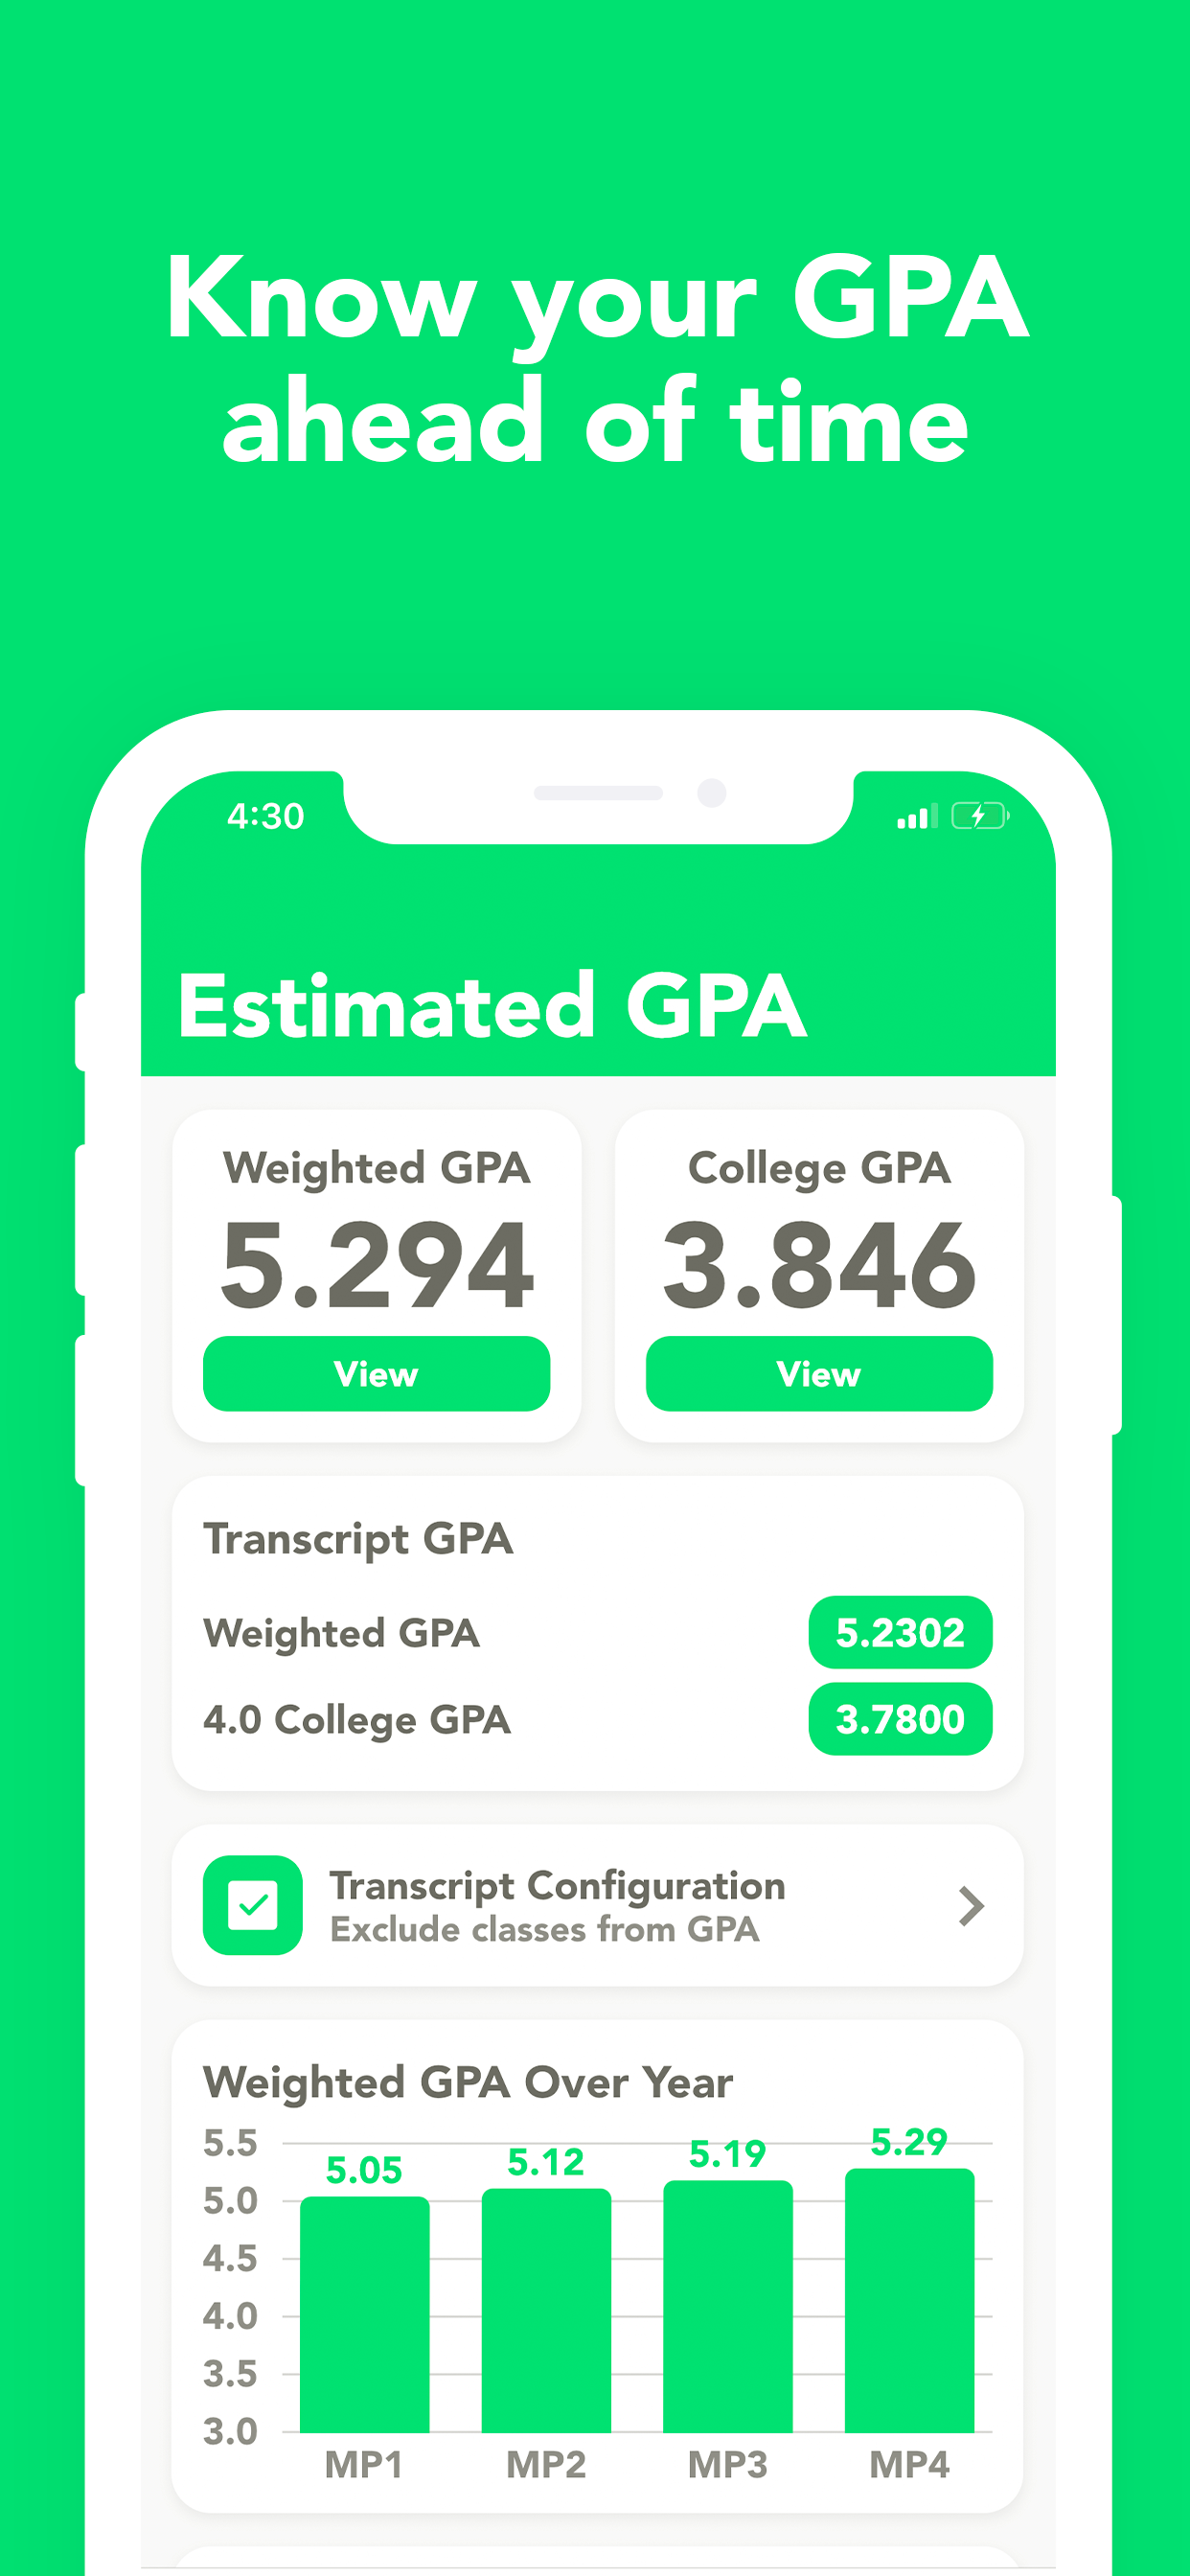 Know your GPA
ahead of time
4:30
Estimated GPA
Weighted GPA
5.294
View
College GPA
3.846
View
Transcript GPA
Weighted GPA 5.2302
4.0 College GPA 3.7800
Transcript Configuration
Exclude classes from GPA
Weighted GPA Over Year
5.5
5.0
4.5
4.0
3.5
3.0
5.05 5.12 5.19 5.29
MP1 MP2 MP3 MP4